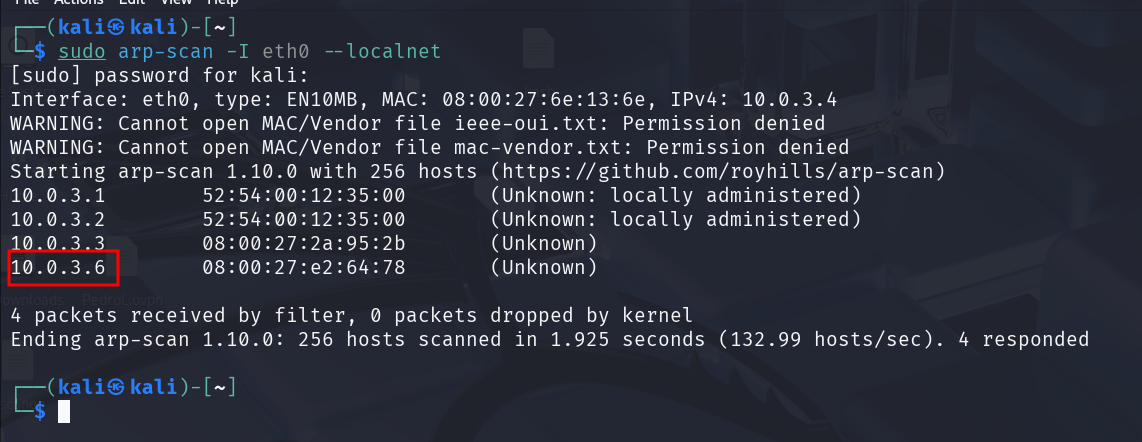 File Actions Edit View Help
┌──(kali㉿kali)-[~]
└─$ sudo arp-scan -I eth0 --localnet
[sudo] password for kali:
Interface: eth0, type: EN10MB, MAC: 08:00:27:6e:13:6e, IPv4: 10.0.3.4
WARNING: Cannot open MAC/Vendor file ieee-oui.txt: Permission denied
WARNING: Cannot open MAC/Vendor file mac-vendor.txt: Permission denied
Starting arp-scan 1.10.0 with 256 hosts (https://github.com/royhills/arp-scan)
10.0.3.1 52:54:00:12:35:00 (Unknown: locally administered)
10.0.3.2 52:54:00:12:35:00 (Unknown: locally administered)
10.0.3.3 08:00:27:2a:95:2b (Unknown)
10.0.3.6 08:00:27:e2:64:78 (Unknown)
ownloads PedroL.ovpn
4 packets received by filter, 0 packets dropped by kernel
Ending arp-scan 1.10.0: 256 hosts scanned in 1.925 seconds (132.99 hosts/sec). 4 responded
┌──(kali㉿kali)-[~]
└─$